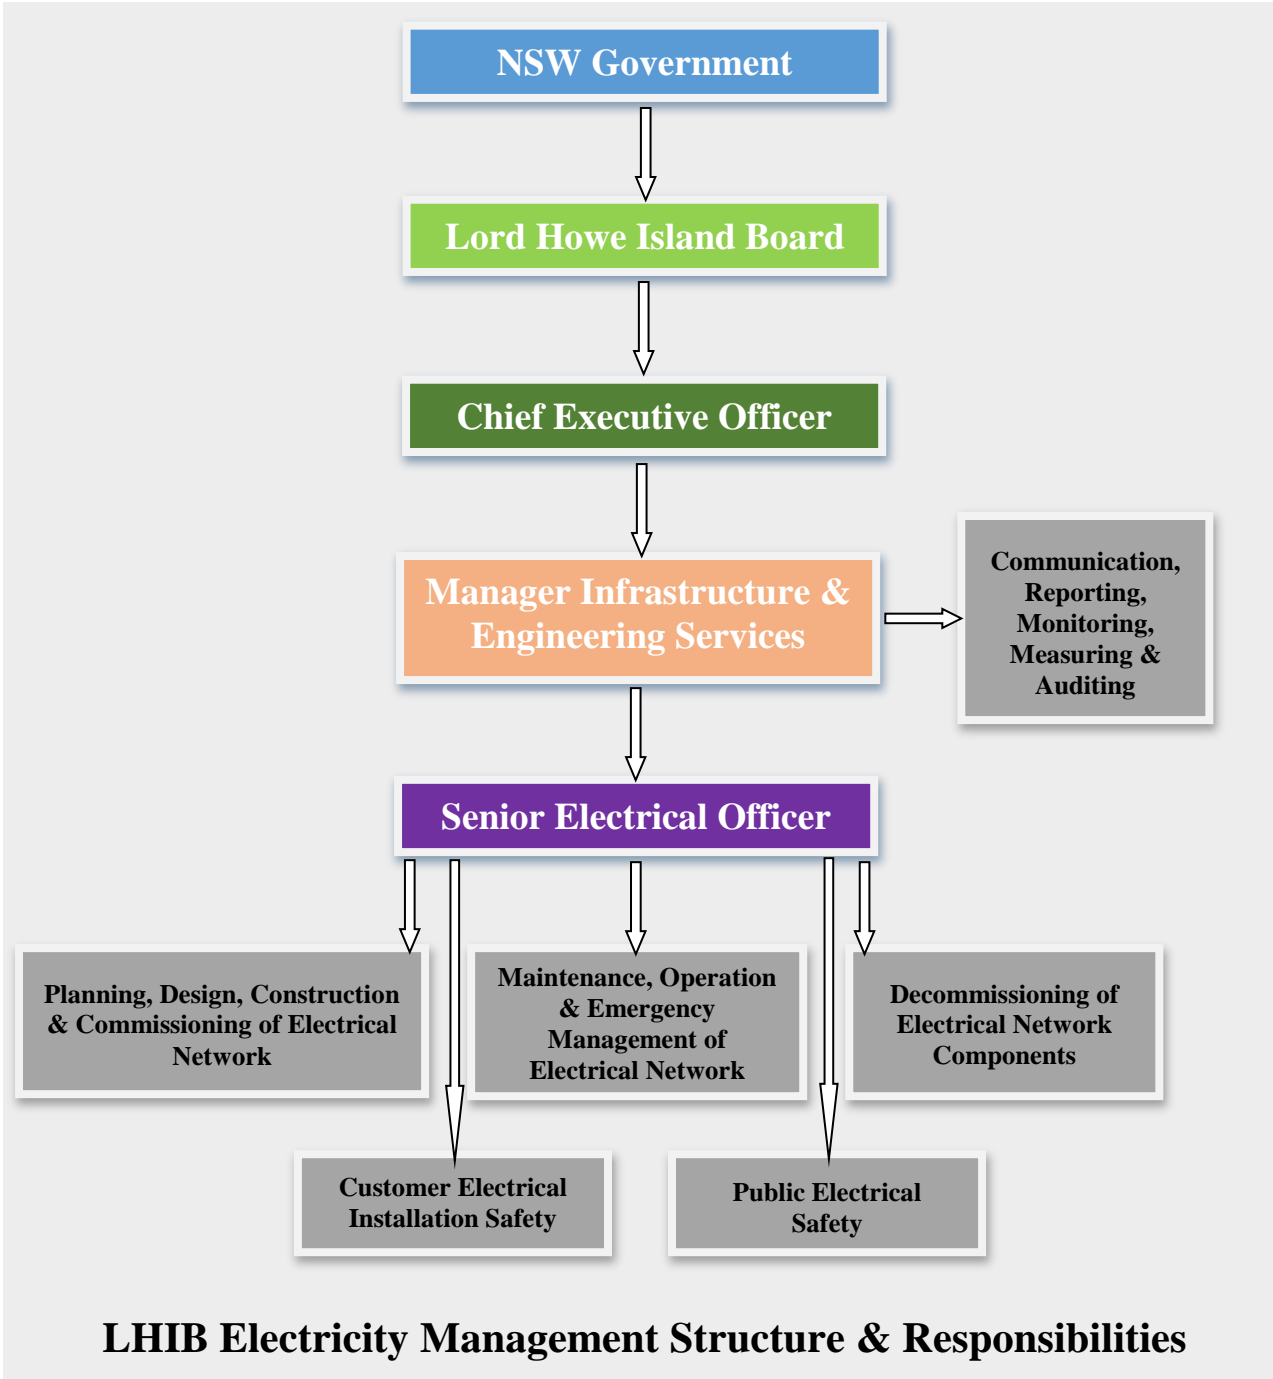 NSW Government
Lord Howe Island Board
Chief Executive Officer
Manager Infrastructure &
Engineering Services
Communication,
Reporting,
Monitoring,
Measuring &
Auditing
Senior Electrical Officer
Planning, Design, Construction
& Commissioning of Electrical
Network
Maintenance, Operation
& Emergency
Management of
Electrical Network
Decommissioning of
Electrical Network
Components
Customer Electrical
Installation Safety
Public Electrical
Safety
LHIB Electricity Management Structure & Responsibilities